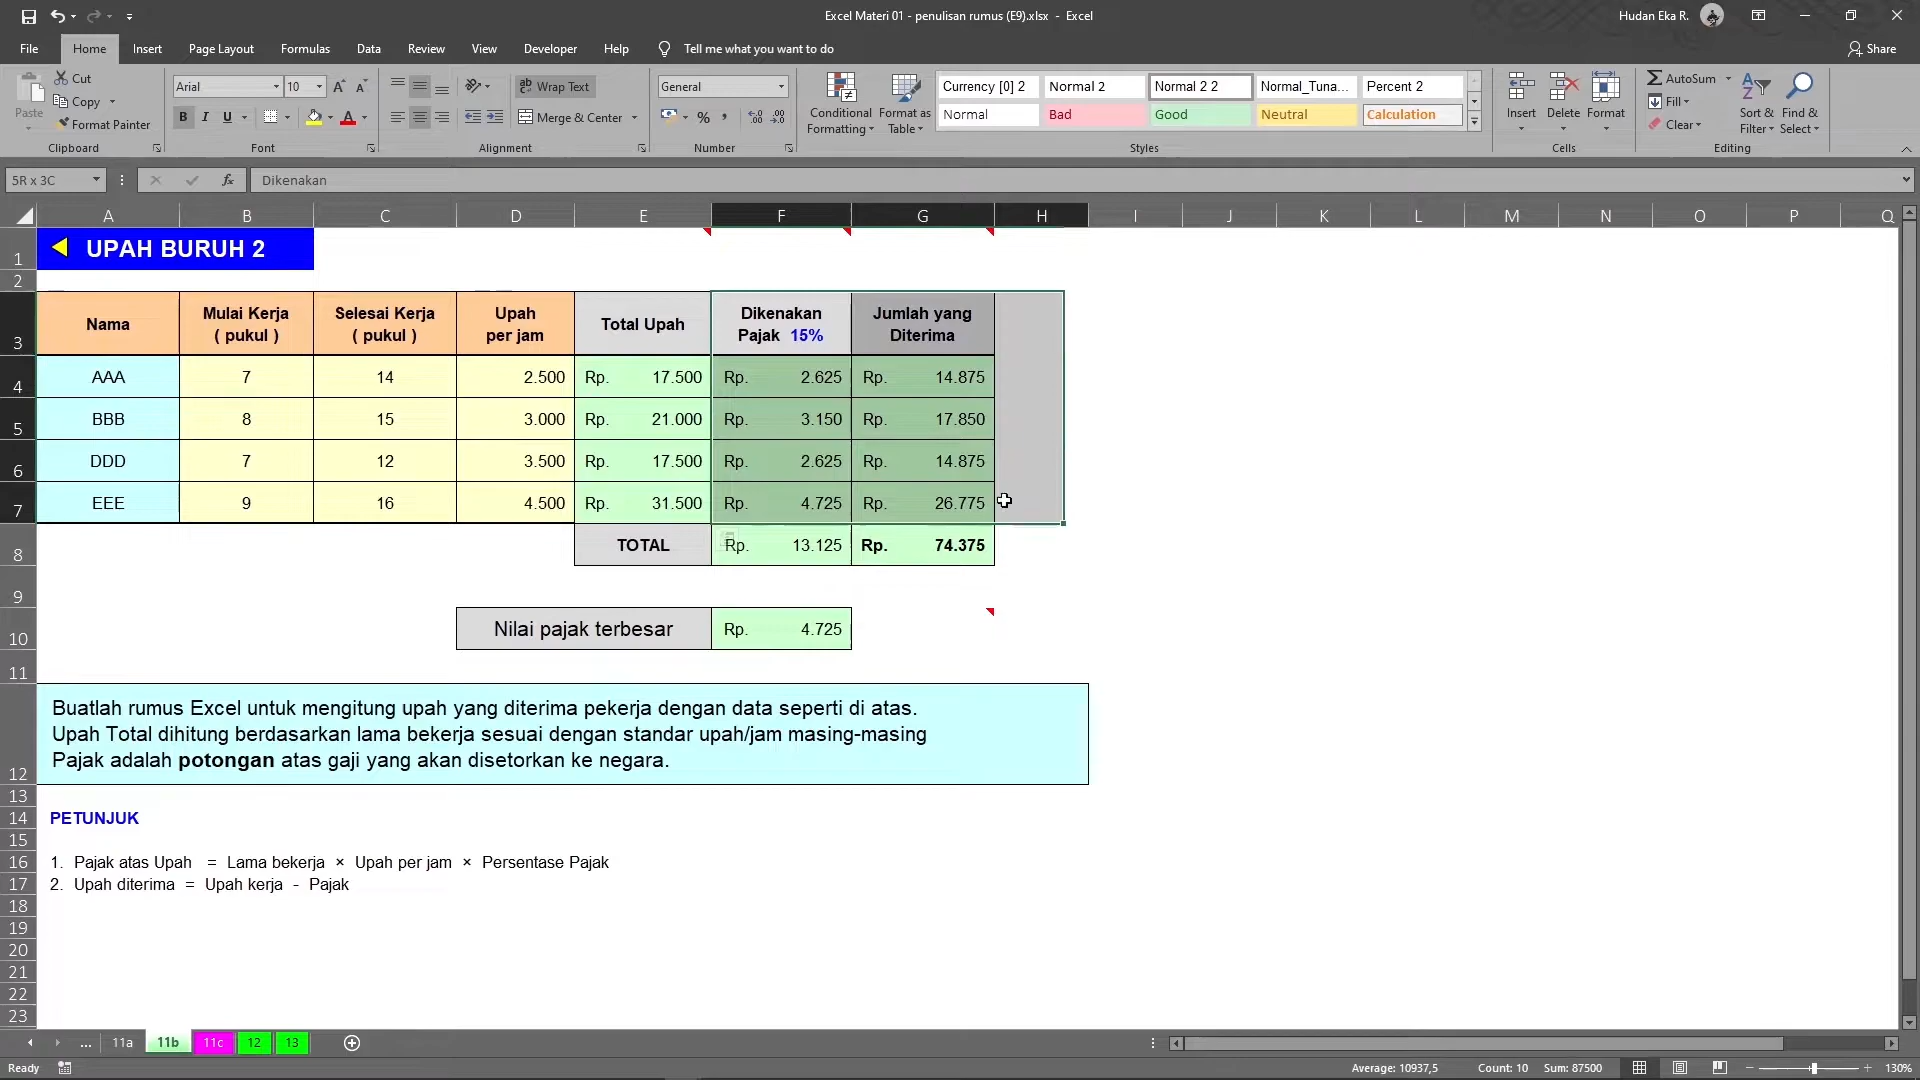 Excel Materi 01 - penulisan rumus (E9).xlsx - Excel
Hudan Eka R.
File Home Insert Page Layout Formulas Data Review View Developer Help Tell me what you want to do Share
Paste
Cut
Copy
Format Painter
Clipboard
Arial 10
B I U
Font
Wrap Text
Merge & Center
Alignment
General
Number
Conditional Formatting
Format as Table
Currency [0] 2 Normal 2 Normal 2 2 Normal_Tuna... Percent 2
Normal Bad Good Neutral Calculation
Styles
Insert Delete Format
Cells
AutoSum
Fill
Clear
Sort & Filter
Find & Select
Editing
5R x 3C fx Dikenakan
A B C D E F G H I J K L M N O P Q
1 UPAH BURUH 2
2
3 Nama Mulai Kerja ( pukul ) Selesai Kerja ( pukul ) Upah per jam Total Upah Dikenakan Pajak 15% Jumlah yang Diterima
4 AAA 7 14 2.500 Rp. 17.500 Rp. 2.625 Rp. 14.875
5 BBB 8 15 3.000 Rp. 21.000 Rp. 3.150 Rp. 17.850
6 DDD 7 12 3.500 Rp. 17.500 Rp. 2.625 Rp. 14.875
7 EEE 9 16 4.500 Rp. 31.500 Rp. 4.725 Rp. 26.775
8 TOTAL Rp. 13.125 Rp. 74.375
9
10 Nilai pajak terbesar Rp. 4.725
11
Buatlah rumus Excel untuk mengitung upah yang diterima pekerja dengan data seperti di atas.
Upah Total dihitung berdasarkan lama bekerja sesuai dengan standar upah/jam masing-masing
12 Pajak adalah potongan atas gaji yang akan disetorkan ke negara.
13
14 PETUNJUK
15
16 1. Pajak atas Upah = Lama bekerja × Upah per jam × Persentase Pajak
17 2. Upah diterima = Upah kerja - Pajak
18
19
20
21
22
23
... 11a 11b 11c 12 13
Ready Average: 10937,5 Count: 10 Sum: 87500 130%